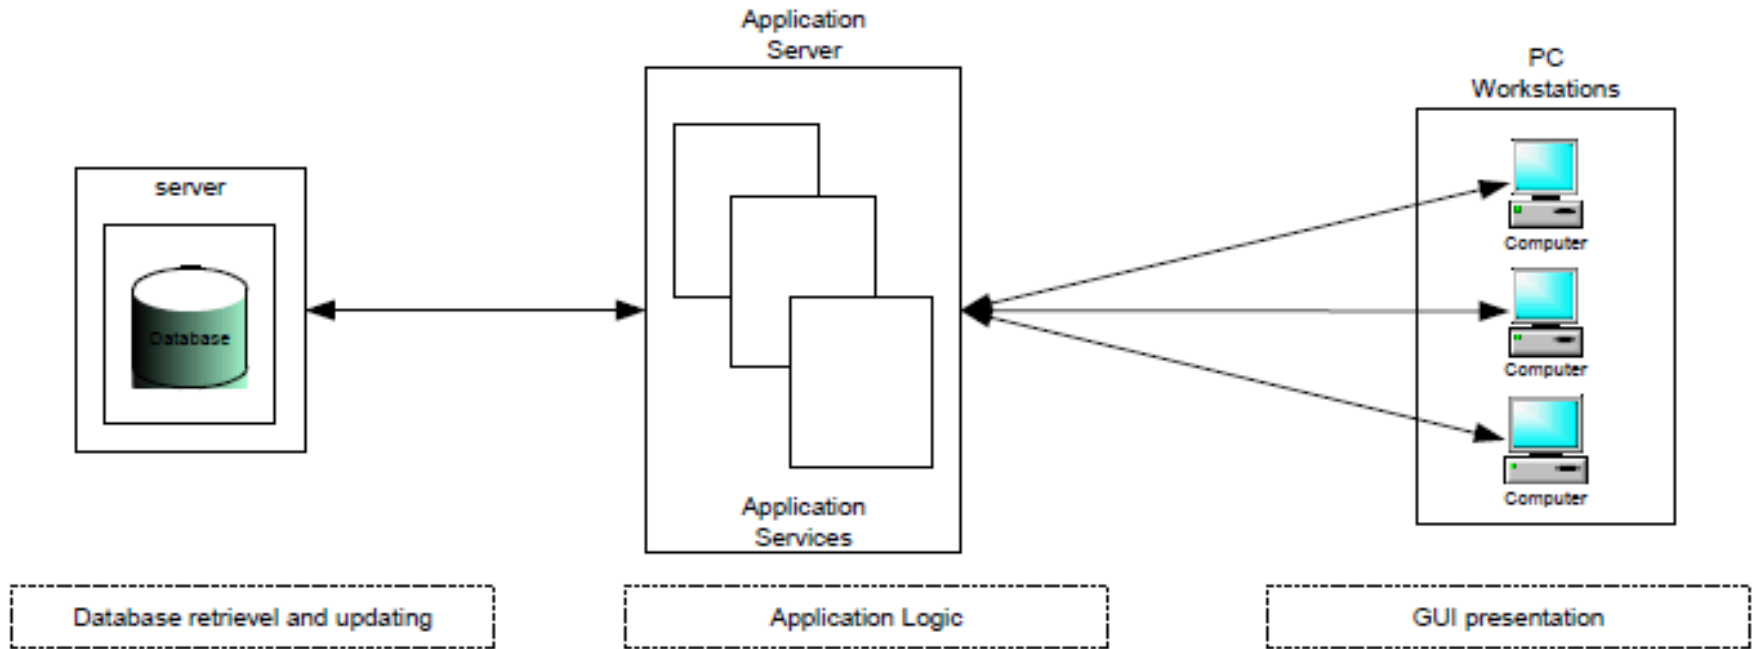 Application
Server
PC
Workstations
server
Database
Computer
Computer
Computer
Application
Services
Database retrievel and updating
Application Logic
GUI presentation